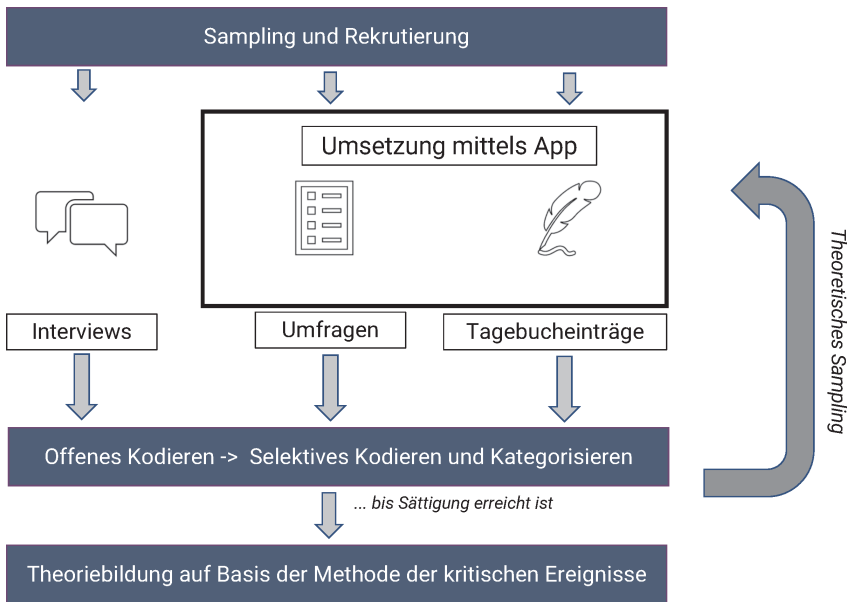 Sampling und Rekrutierung
Umsetzung mittels App
Interviews
Umfragen
Tagebucheinträge
Theoretisches Sampling
Offenes Kodieren -> Selektives Kodieren und Kategorisieren
... bis Sättigung erreicht ist
Theoriebildung auf Basis der Methode der kritischen Ereignisse